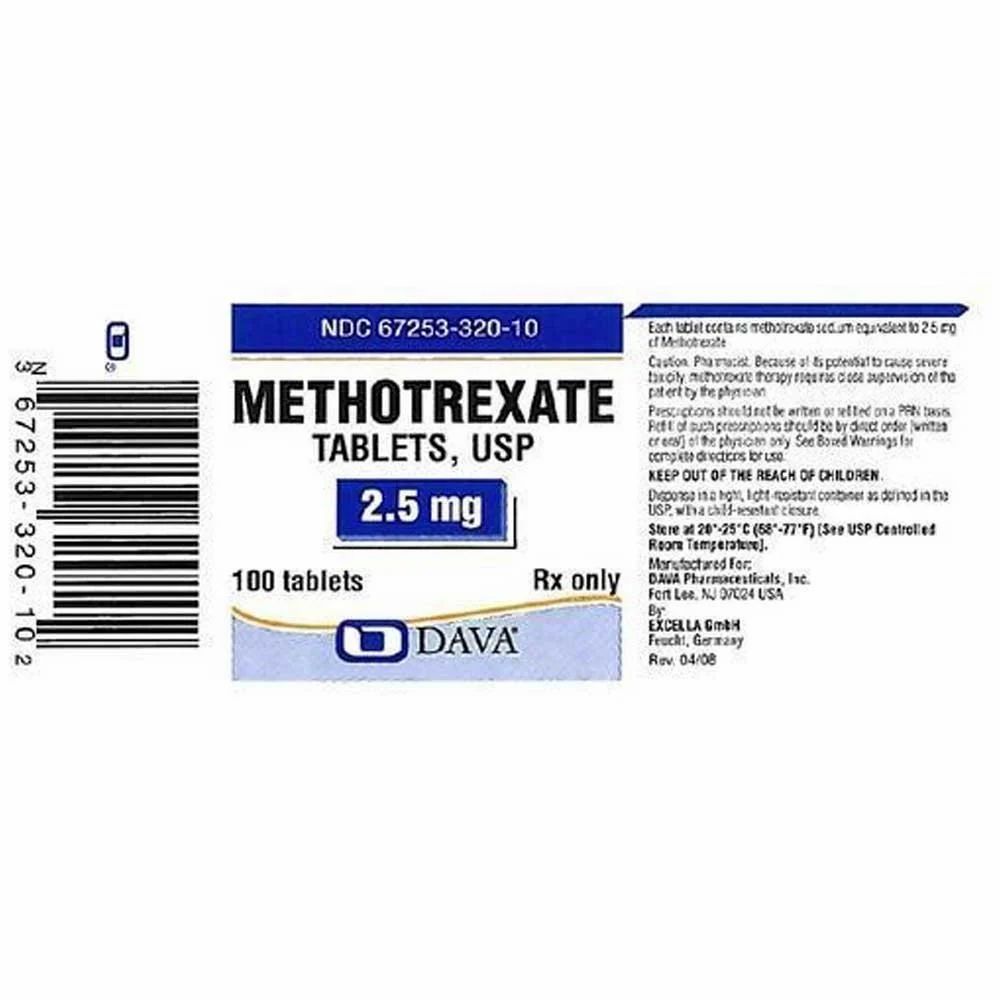 NDC 67253-320-10
METHOTREXATE
TABLETS, USP
2.5 mg
100 tablets Rx only
DAVA®
Each tablet contains methotrexate sodium equivalent to 2.5 mg
of Methotrexate
Caution: Pharmacist: Because of its potential to cause severe
toxicity, methotrexate therapy requires close supervision of the
patient by the physician
Prescriptions should not be written or refilled on a PRN basis.
Refill of such prescriptions should be by direct order (written
or oral) of the physician only. See Boxed Warnings for
complete directions for use.
KEEP OUT OF THE REACH OF CHILDREN.
Dispense in a tight, light-resistant container as defined in the
USP, with a child-resistant closure.
Store at 20°-25°C (68°-77°F) [See USP Controlled
Room Temperature].
Manufactured For:
DAVA Pharmaceuticals, Inc.
Fort Lee, NJ 07024 USA
By:
EXCELLA GmbH
Feucht, Germany
Rev. 04/08
®
N
3 67253-320-10 2